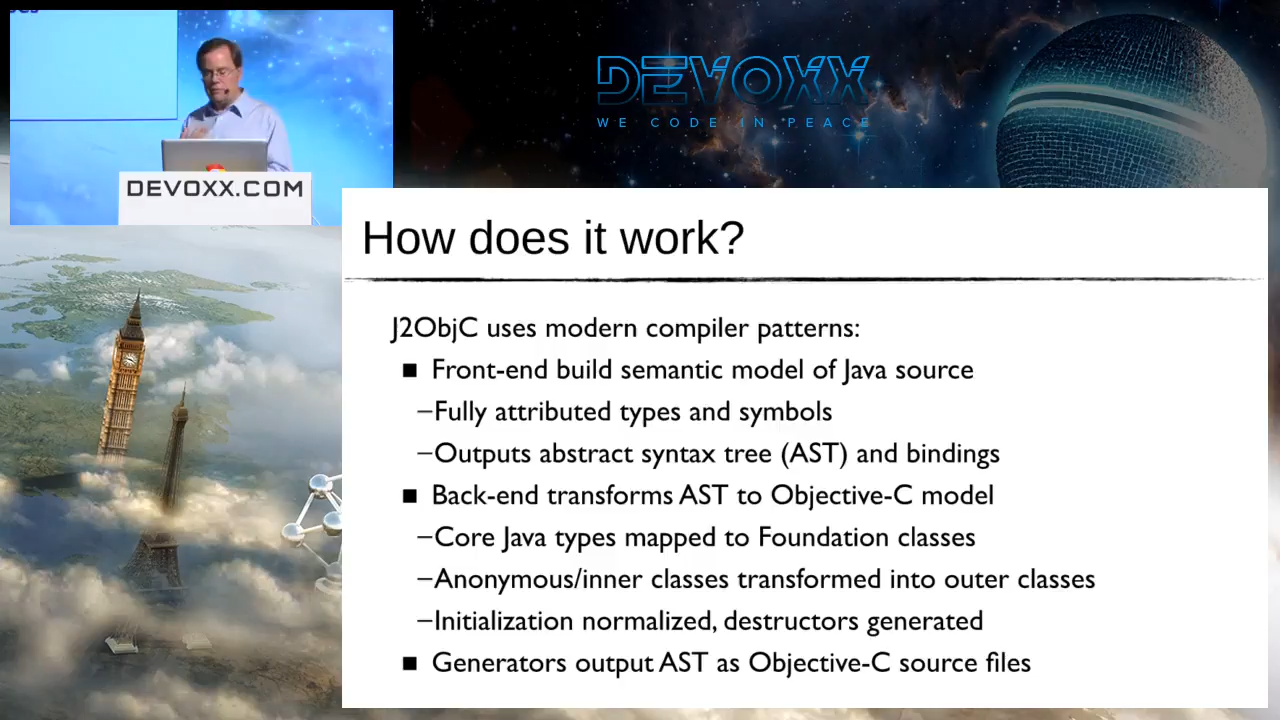 DEVOXX
WE CODE IN PEACE
DEVOXX.COM
How does it work?
J2ObjC uses modern compiler patterns:
■ Front-end build semantic model of Java source
–Fully attributed types and symbols
–Outputs abstract syntax tree (AST) and bindings
■ Back-end transforms AST to Objective-C model
–Core Java types mapped to Foundation classes
–Anonymous/inner classes transformed into outer classes
–Initialization normalized, destructors generated
■ Generators output AST as Objective-C source files